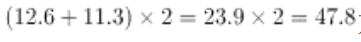 (12.6 + 11.3) × 2 = 23.9 × 2 = 47.8